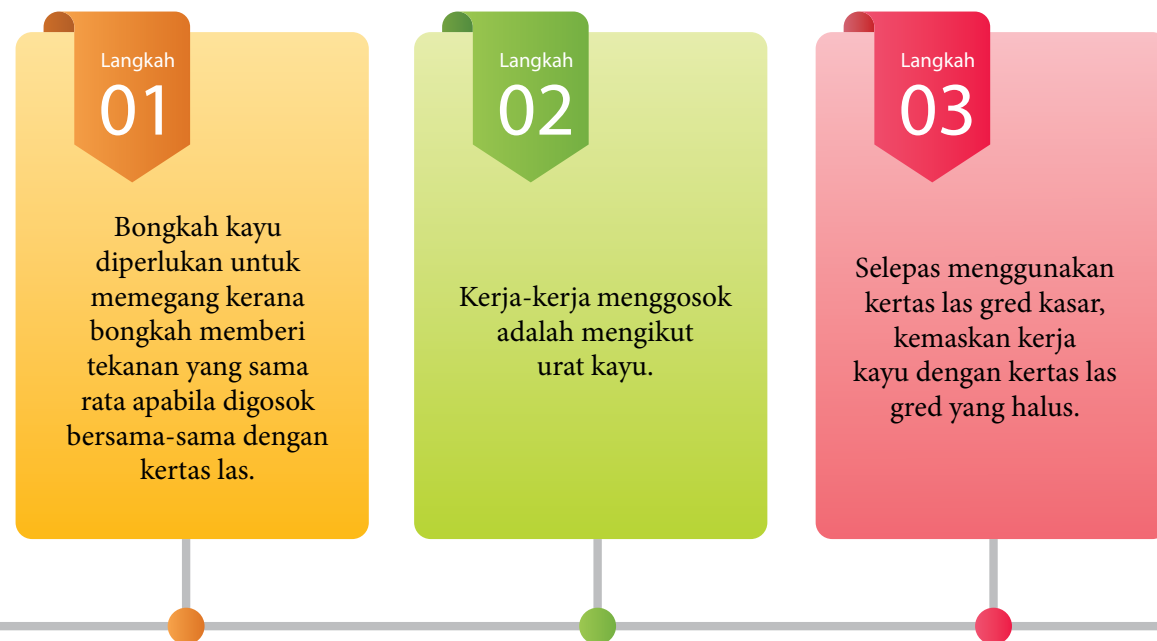 Langkah
01
Bongkah kayu
diperlukan untuk
memegang kerana
bongkah memberi
tekanan yang sama
rata apabila digosok
bersama-sama dengan
kertas las.
Langkah
02
Kerja-kerja menggosok
adalah mengikut
urat kayu.
Langkah
03
Selepas menggunakan
kertas las gred kasar,
kemaskan kerja
kayu dengan kertas las
gred yang halus.